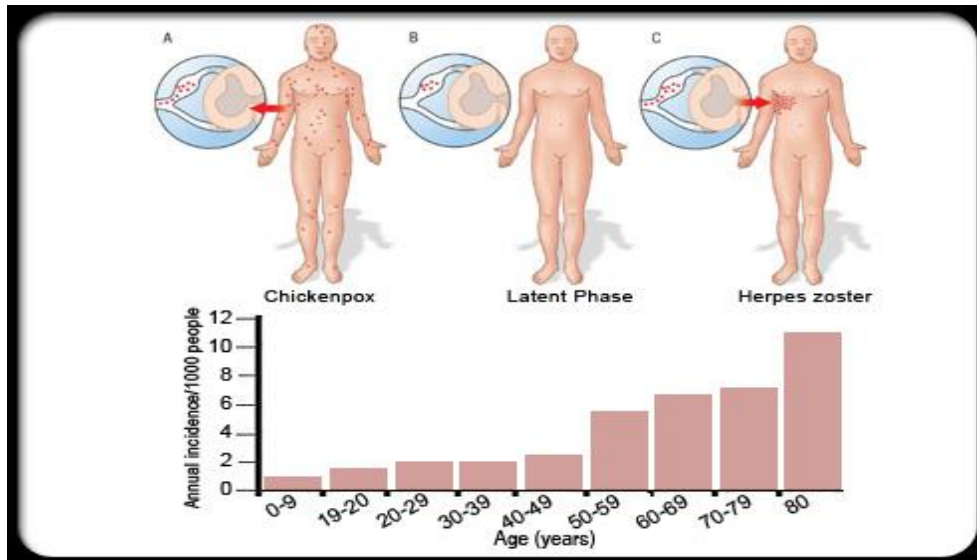 A
B
C
Chickenpox
Latent Phase
Herpes zoster
Annual incidence/1000 people
12
10
8
6
4
2
0
0-9
19-20
20-29
30-39
40-49
50-59
60-69
70-79
80
Age (years)